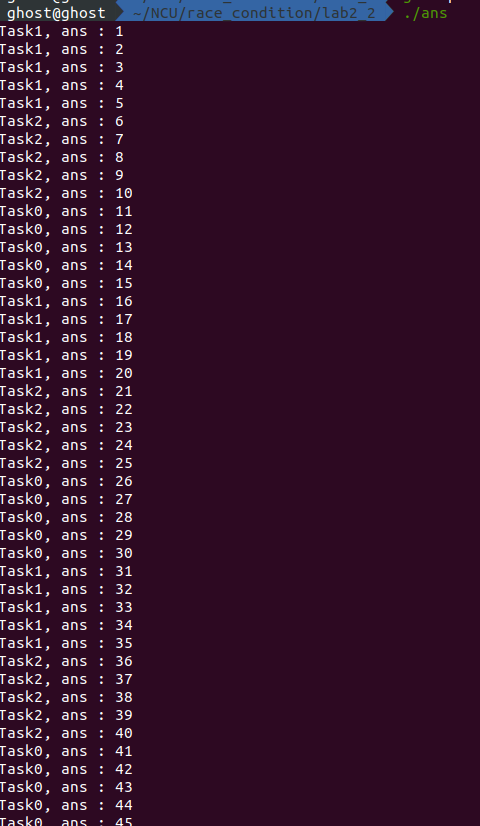 ghost@ghost ~/NCU/race_condition/lab2_2 ./ans
Task1, ans : 1
Task1, ans : 2
Task1, ans : 3
Task1, ans : 4
Task1, ans : 5
Task2, ans : 6
Task2, ans : 7
Task2, ans : 8
Task2, ans : 9
Task2, ans : 10
Task0, ans : 11
Task0, ans : 12
Task0, ans : 13
Task0, ans : 14
Task0, ans : 15
Task1, ans : 16
Task1, ans : 17
Task1, ans : 18
Task1, ans : 19
Task1, ans : 20
Task2, ans : 21
Task2, ans : 22
Task2, ans : 23
Task2, ans : 24
Task2, ans : 25
Task0, ans : 26
Task0, ans : 27
Task0, ans : 28
Task0, ans : 29
Task0, ans : 30
Task1, ans : 31
Task1, ans : 32
Task1, ans : 33
Task1, ans : 34
Task1, ans : 35
Task2, ans : 36
Task2, ans : 37
Task2, ans : 38
Task2, ans : 39
Task2, ans : 40
Task0, ans : 41
Task0, ans : 42
Task0, ans : 43
Task0, ans : 44
Task0, ans : 45